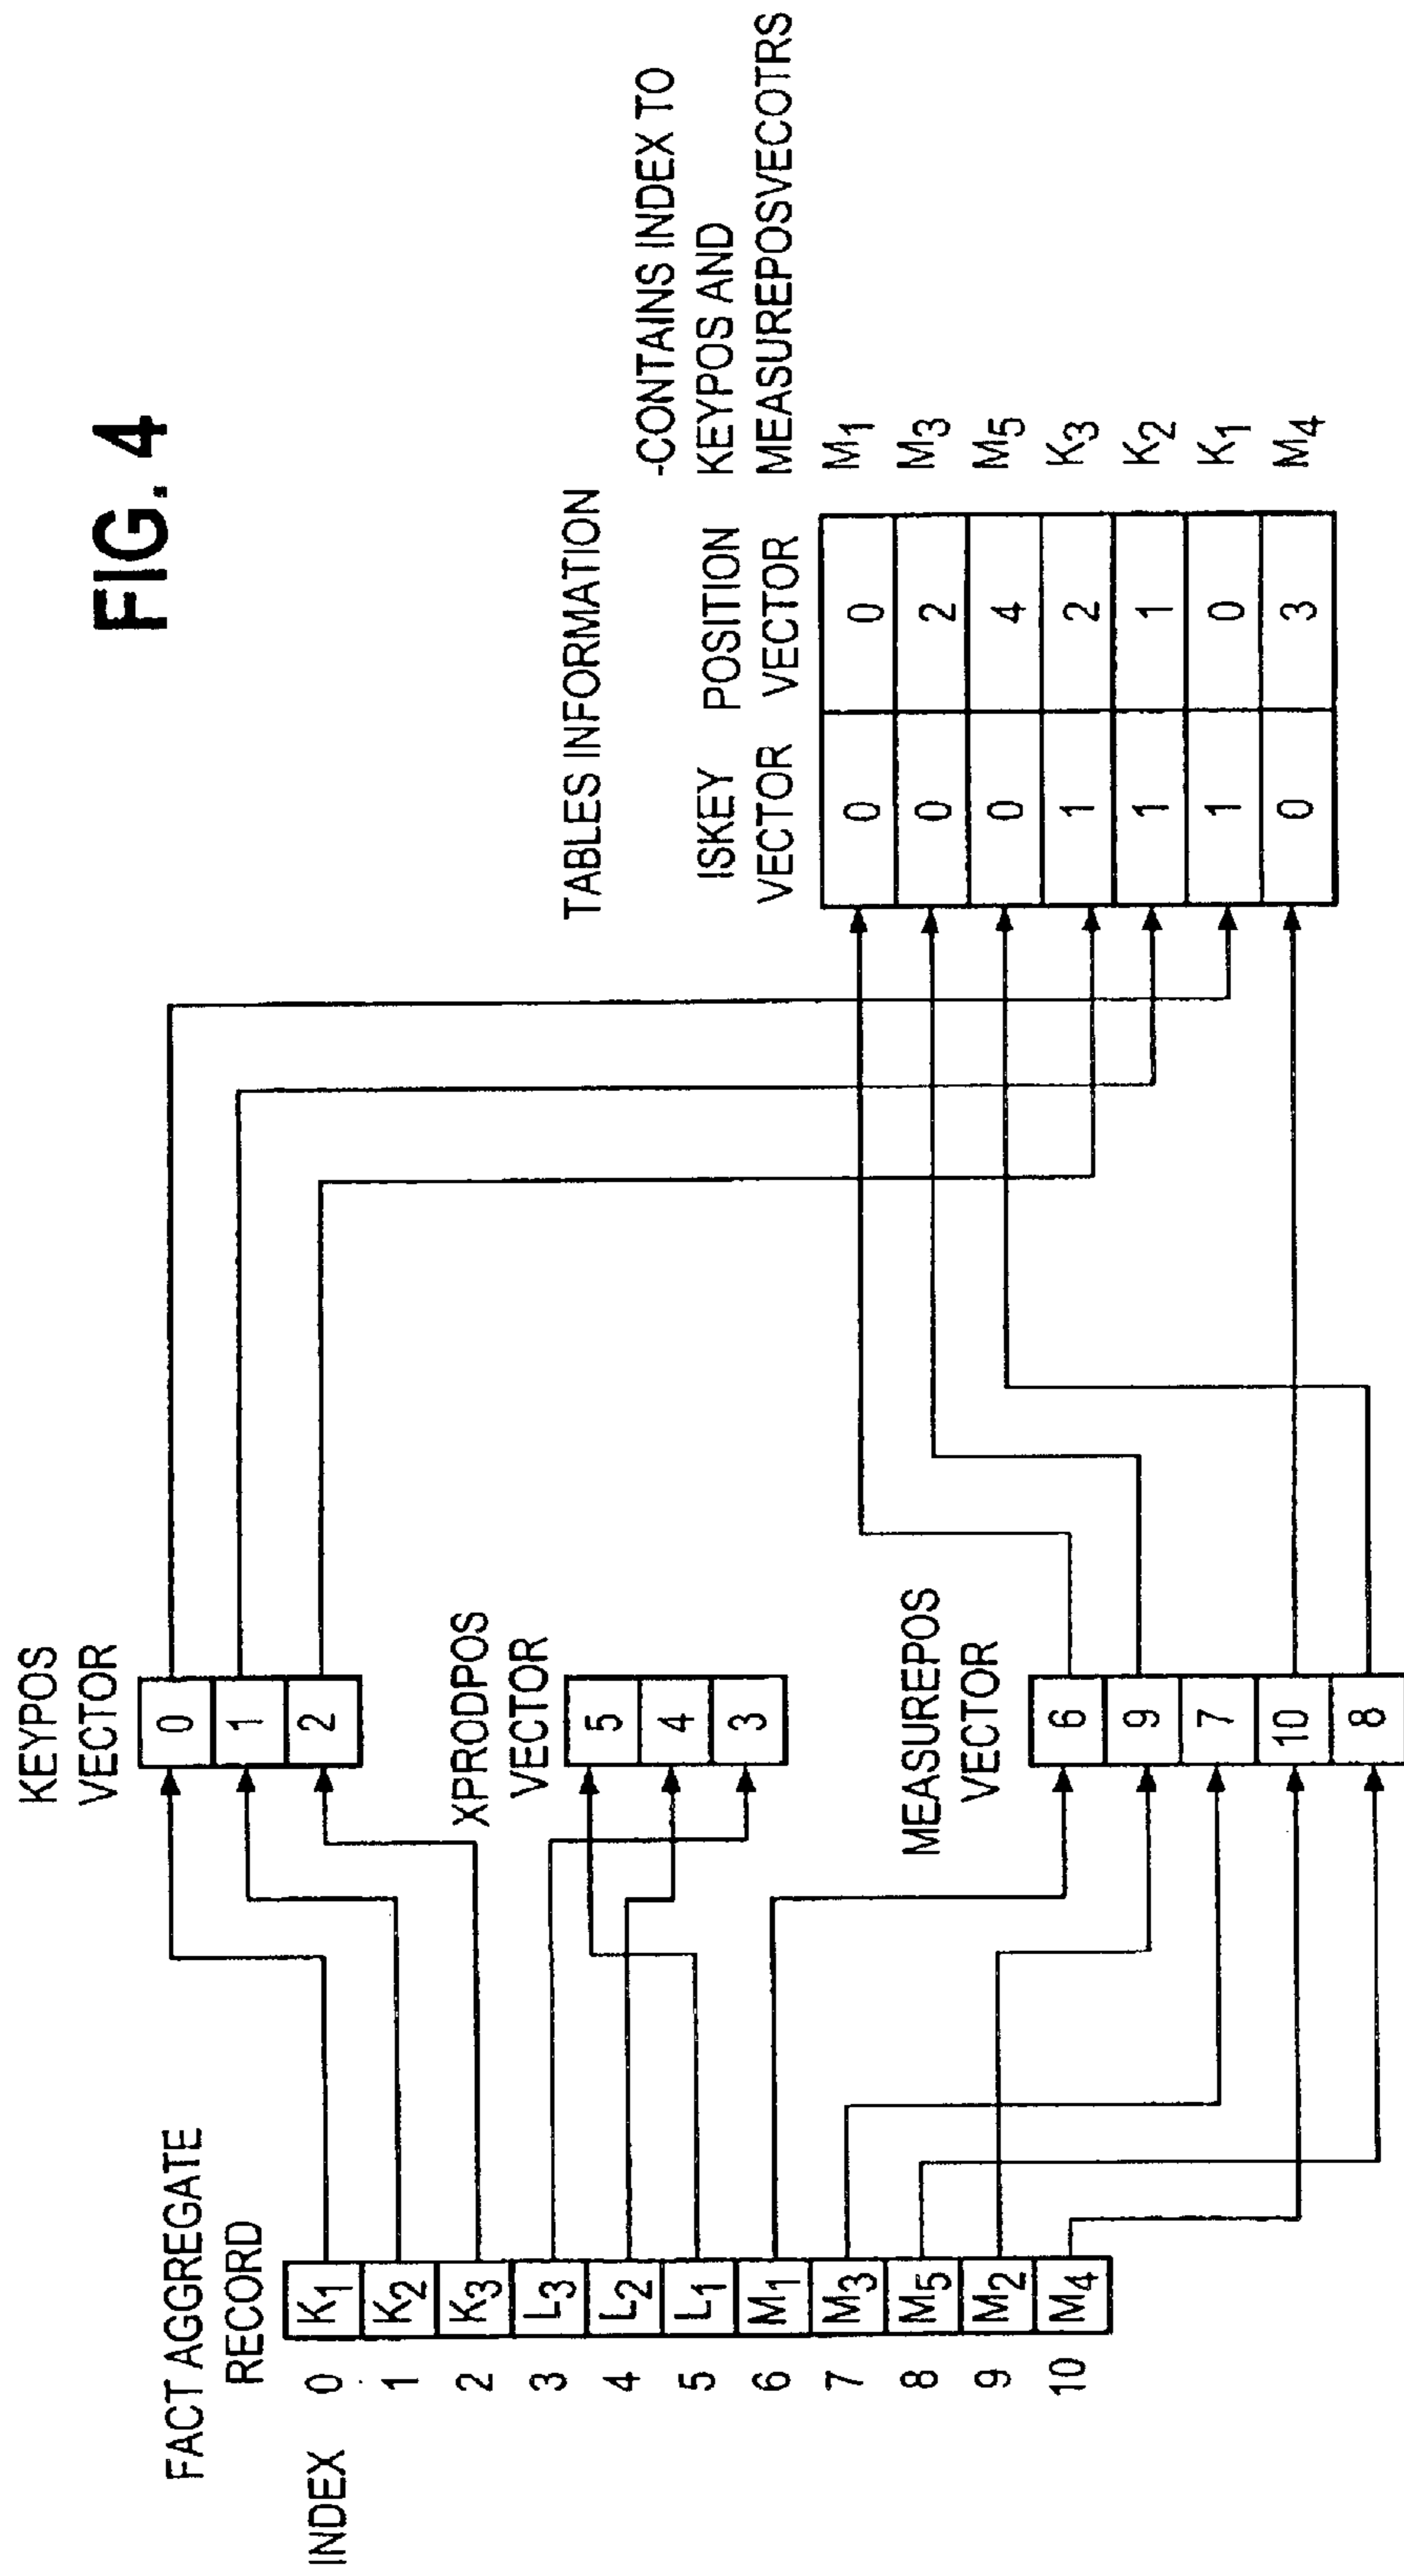 FIG. 4
FACT AGGREGATE
RECORD
INDEX
0 K1
1 K2
2 K3
3 L3
4 L2
5 L1
6 M1
7 M3
8 M5
9 M2
10 M4
KEYPOS
VECTOR
0
1
2
XPRODPOS
VECTOR
5
4
3
MEASUREPOS
VECTOR
6
9
7
10
8
TABLES INFORMATION
ISKEY POSITION
VECTOR VECTOR
-CONTAINS INDEX TO
KEYPOS AND
MEASUREPOSVECOTRS
0 0 M1
0 2 M3
0 4 M5
1 2 K3
1 1 K2
1 0 K1
0 3 M4